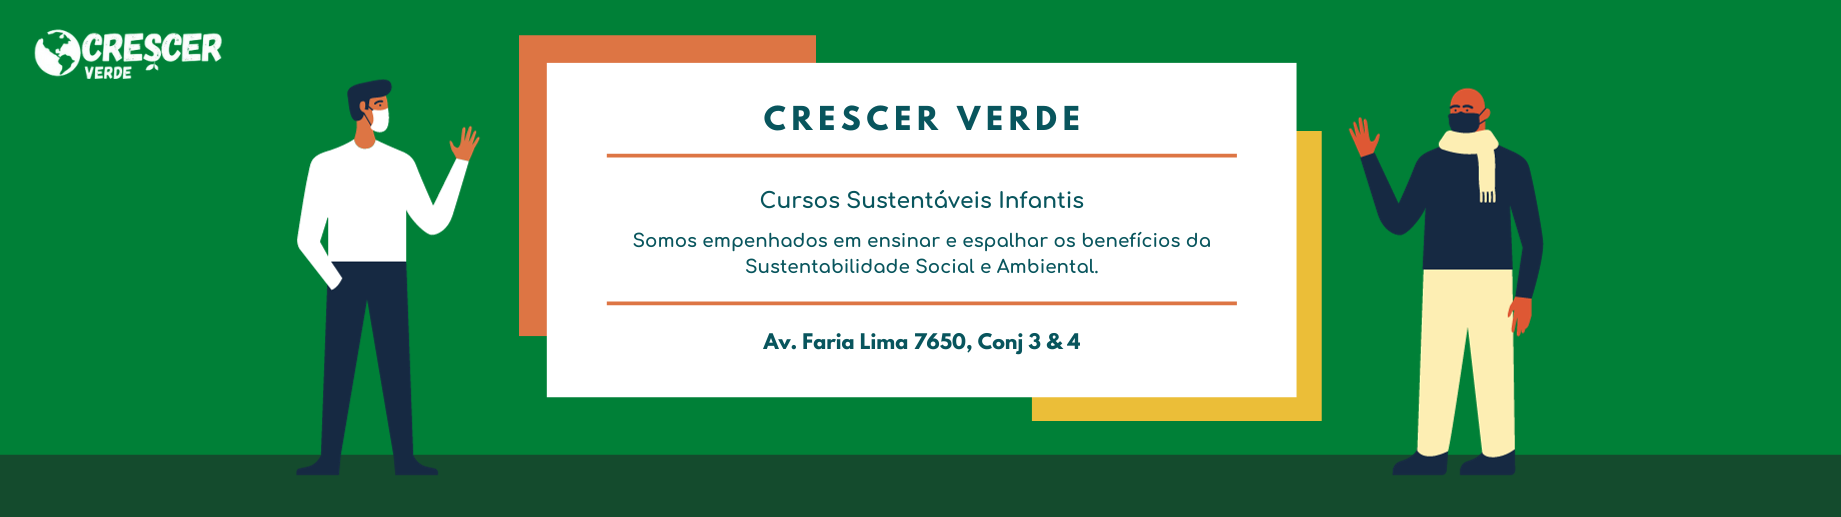 CRESCER
VERDE
CRESCER VERDE
Cursos Sustentáveis Infantis
Somos empenhados em ensinar e espalhar os benefícios da
Sustentabilidade Social e Ambiental.
Av. Faria Lima 7650, Conj 3 & 4